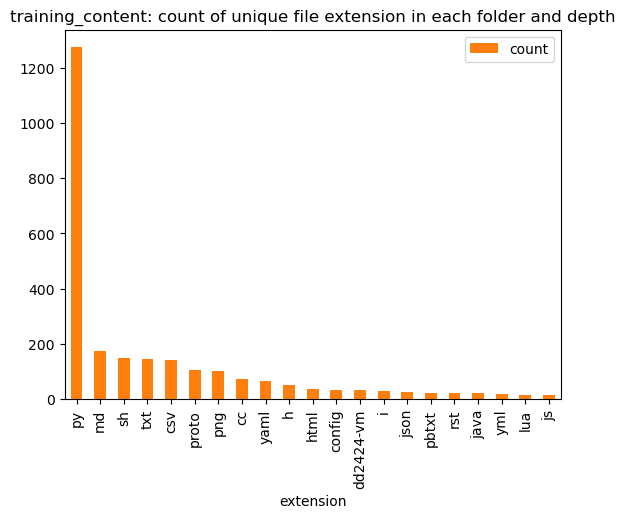 training_content: count of unique file extension in each folder and depth
count
1200
1000
800
600
400
200
0
py
md
sh
txt
csv
proto
png
cc
yaml
h
html
config
dd2424-vm
i
json
pbtxt
rst
java
yml
lua
js
extension